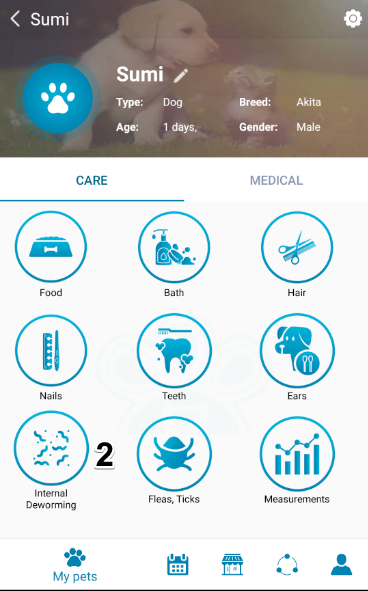 Sumi
Sumi
Type: Dog Breed: Akita
Age: 1 days, Gender: Male
CARE MEDICAL
Food Bath Hair
Nails Teeth Ears
2
Internal
Deworming
Fleas, Ticks
Measurements
My pets